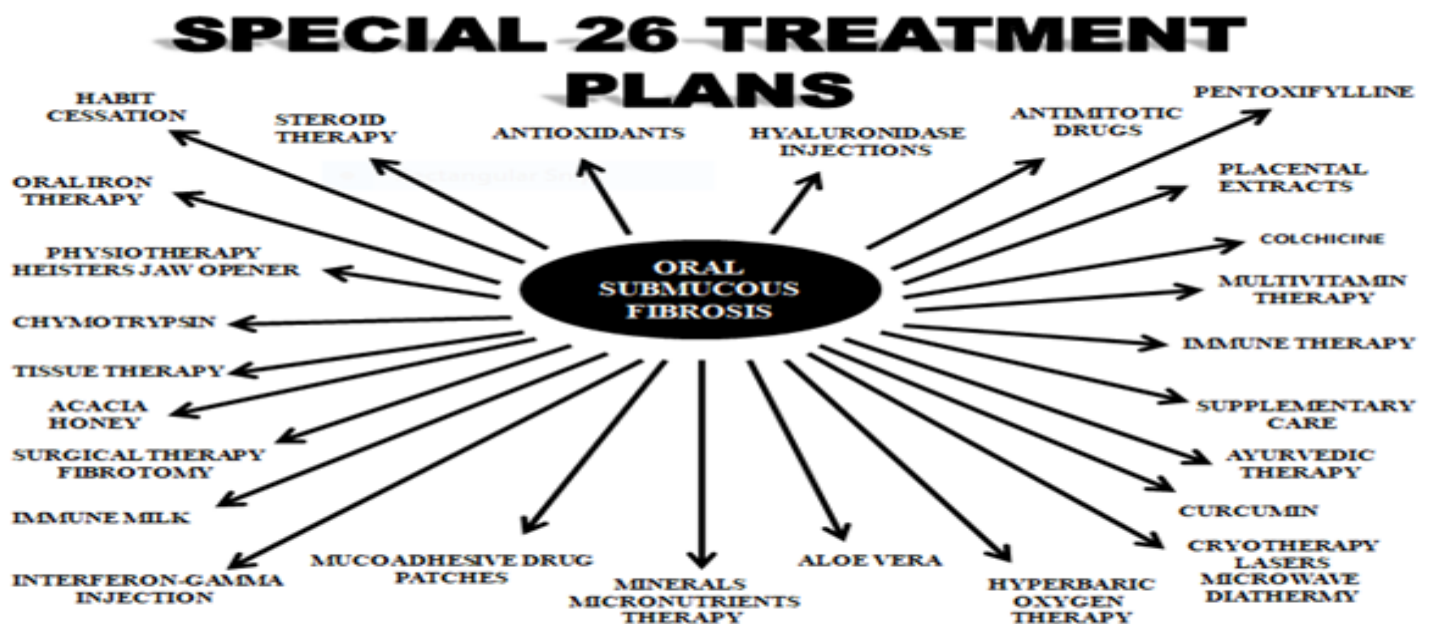 SPECIAL 26 TREATMENT
PLANS
HABIT
CESSATION
STEROID
THERAPY
ANTIOXIDANTS
HYALURONIDASE
INJECTIONS
ANTIMITOTIC
DRUGS
PENTOXIFYLLINE
ORAL IRON
THERAPY
PLACENTAL
EXTRACTS
PHYSIOTHERAPY
HEISTERS JAW OPENER
COLCHICINE
ORAL
SUBMUCOUS
FIBROSIS
MULTIVITAMIN
THERAPY
CHYMOTRYPSIN
IMMUNE THERAPY
TISSUE THERAPY
ACACIA
HONEY
SUPPLEMENTARY
CARE
SURGICAL THERAPY
FIBROTOMY
AYURVEDIC
THERAPY
IMMUNE MILK
CURCUMIN
INTERFERON-GAMMA
INJECTION
MUCOADHESIVE DRUG
PATCHES
MINERALS
MICRONUTRIENTS
THERAPY
ALOE VERA
HYPERBARIC
OXYGEN
THERAPY
CRYOTHERAPY
LASERS
MICROWAVE
DIATHERMY